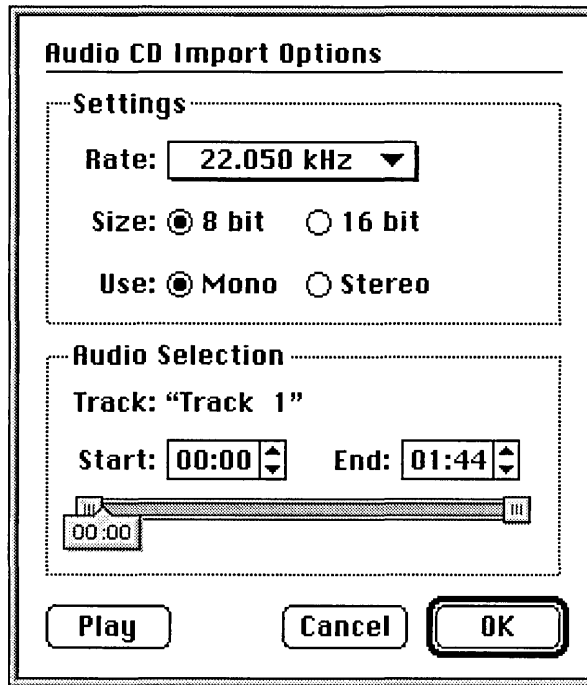 Audio CD Import Options
Settings
Rate: 22.050 kHz
Size: 8 bit 16 bit
Use: Mono Stereo
Audio Selection
Track: “Track 1”
Start: 00:00 End: 01:44
00:00
Play Cancel OK